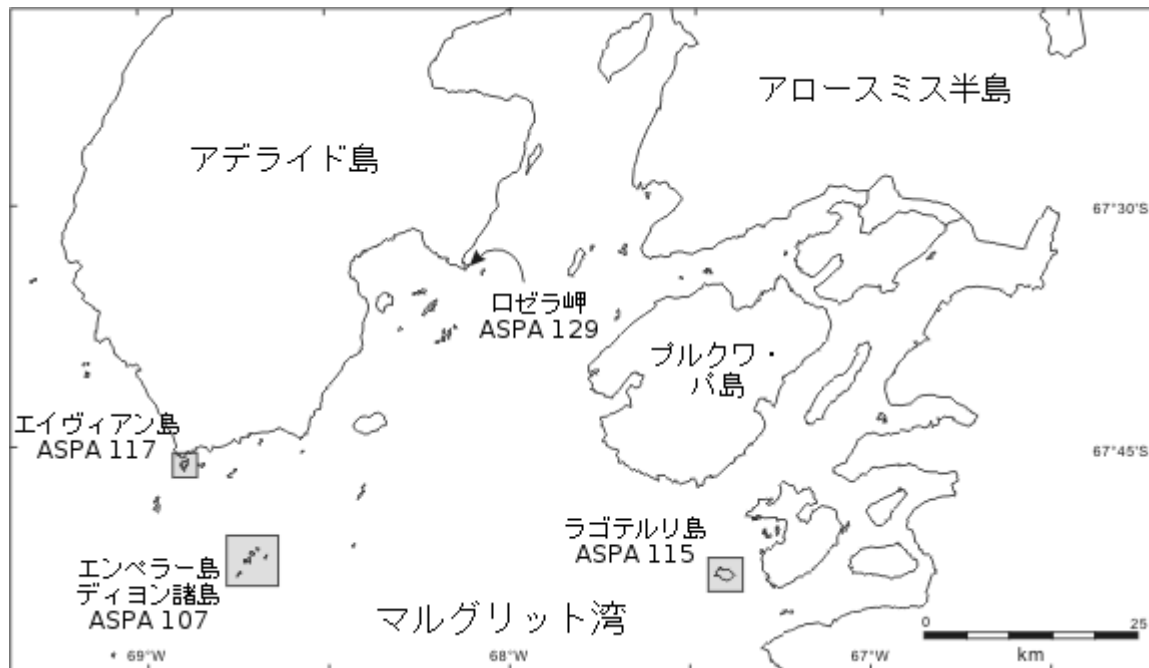 アロースミス半島
アデライド島
67°30'S
ロゼラ岬
ASPA 129
プルクワ・
パ島
エイヴィアン島
ASPA 117
67°45'S
ラゴテルリ島
ASPA 115
エンペラー島
ディヨン諸島
ASPA 107
マルグリット湾
0 25
km
69°W 68°W 67°W